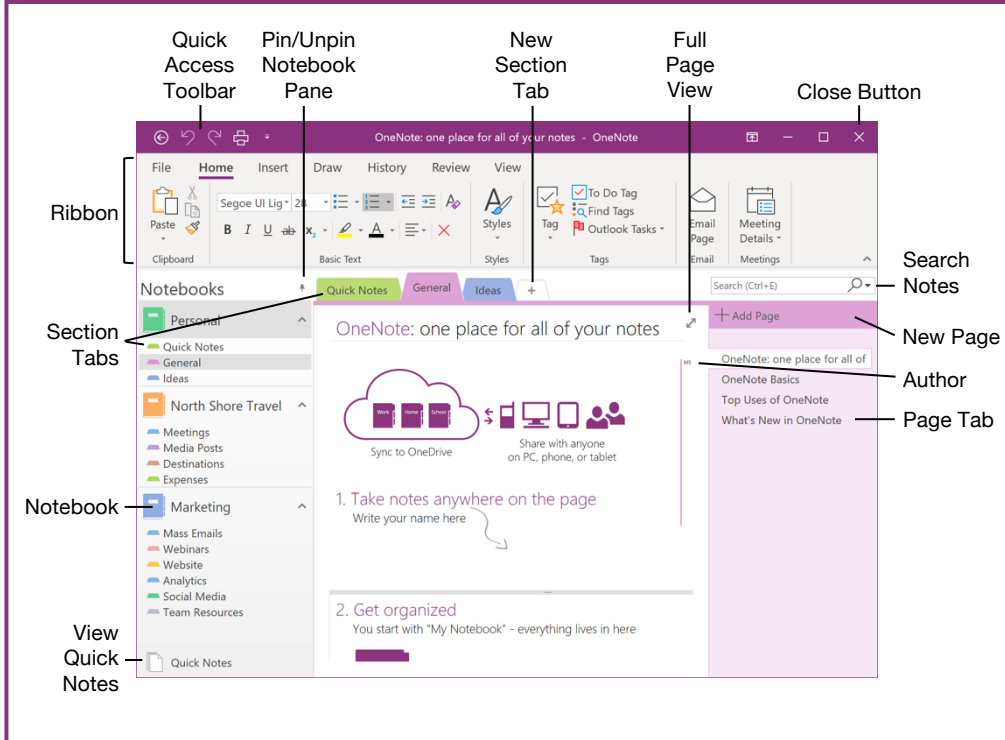 Quick
Access
Toolbar
Pin/Unpin
Notebook
Pane
New
Section
Tab
Full
Page
View
Close Button
OneNote: one place for all of your notes - OneNote
Ribbon
File Home Insert Draw History Review View
Paste
Clipboard
Segoe UI Lig 28
B I U ab x₂ A
Basic Text
A
Styles
Styles
Tag
To Do Tag
Find Tags
Outlook Tasks
Tags
Email
Page
Email
Meeting
Details
Meetings
Search
Notes
Notebooks
Quick Notes General Ideas +
Search (Ctrl+E)
Section
Tabs
Personal
Quick Notes
General
Ideas
North Shore Travel
Meetings
Media Posts
Destinations
Expenses
Notebook
Marketing
Mass Emails
Webinars
Website
Analytics
Social Media
Team Resources
View
Quick
Notes
Quick Notes
OneNote: one place for all of your notes
MS
Work Home School
Sync to OneDrive
Share with anyone
on PC, phone, or tablet
1. Take notes anywhere on the page
Write your name here
2. Get organized
You start with "My Notebook" - everything lives in here
Add Page
New Page
OneNote: one place for all of
OneNote Basics
Top Uses of OneNote
What's New in OneNote
Author
Page Tab